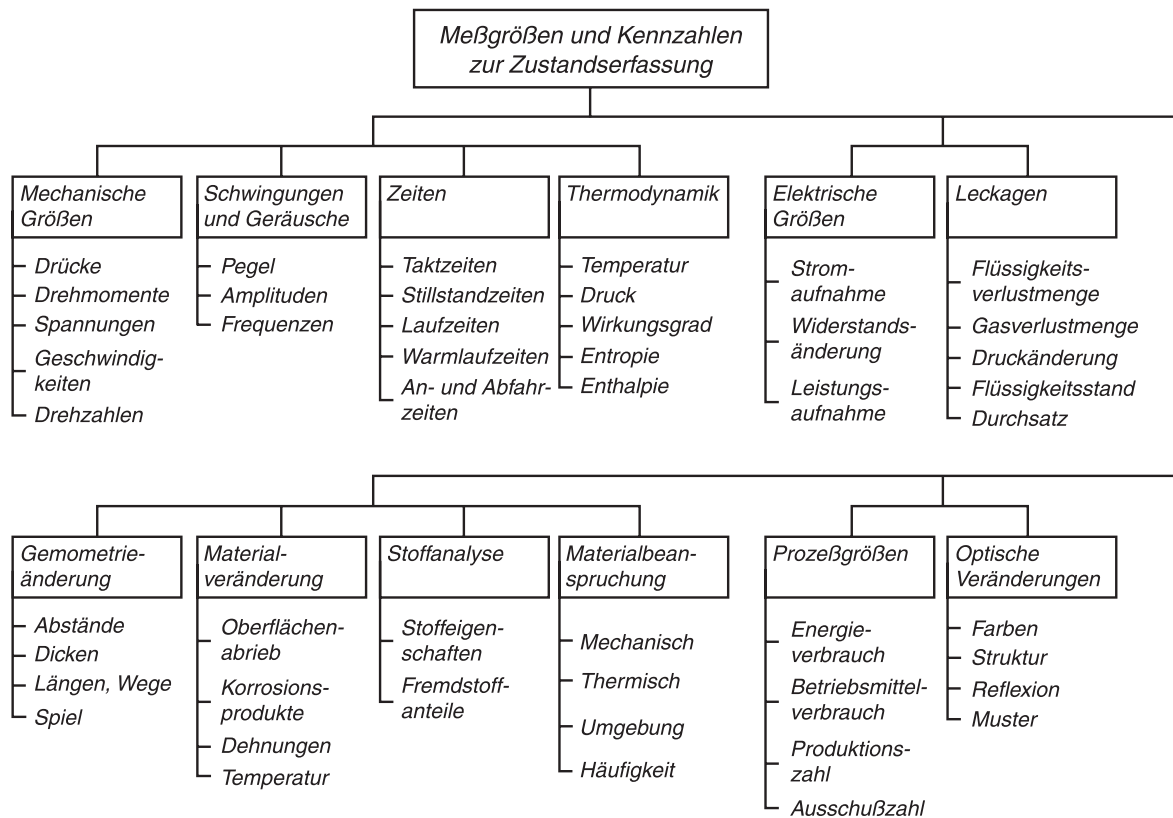 Meßgrößen und Kennzahlen
zur Zustandserfassung
Mechanische
Größen
Drücke
Drehmomente
Spannungen
Geschwindig-
keiten
Drehzahlen
Schwingungen
und Geräusche
Pegel
Amplituden
Frequenzen
Zeiten
Taktzeiten
Stillstandzeiten
Laufzeiten
Warmlaufzeiten
An- und Abfahr-
zeiten
Thermodynamik
Temperatur
Druck
Wirkungsgrad
Entropie
Enthalpie
Elektrische
Größen
Strom-
aufnahme
Widerstands-
änderung
Leistungs-
aufnahme
Leckagen
Flüssigkeits-
verlustmenge
Gasverlustmenge
Druckänderung
Flüssigkeitsstand
Durchsatz
Gemometrie-
änderung
Abstände
Dicken
Längen, Wege
Spiel
Material-
veränderung
Oberflächen-
abrieb
Korrosions-
produkte
Dehnungen
Temperatur
Stoffanalyse
Stoffeigen-
schaften
Fremdstoff-
anteile
Materialbean-
spruchung
Mechanisch
Thermisch
Umgebung
Häufigkeit
Prozeßgrößen
Energie-
verbrauch
Betriebsmittel-
verbrauch
Produktions-
zahl
Ausschußzahl
Optische
Veränderungen
Farben
Struktur
Reflexion
Muster